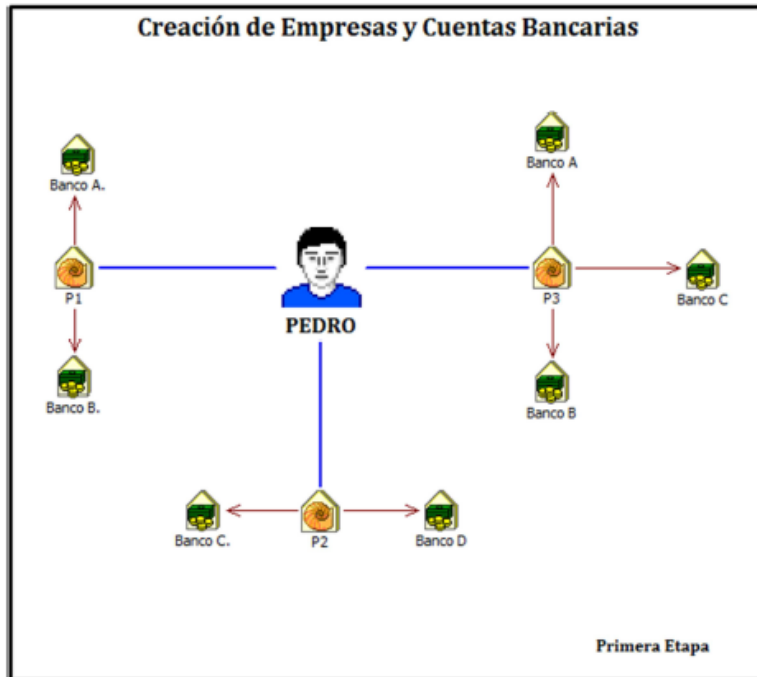 Creación de Empresas y Cuentas Bancarias
Banco A
Banco A.
P1
P3
Banco C
PEDRO
Banco B.
Banco B
Banco C.
P2
Banco D
Primera Etapa